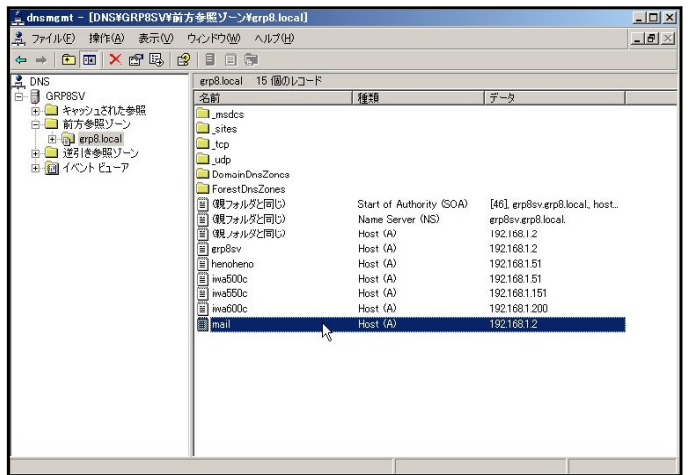 dnsmgmt - [DNS¥GRP8SV¥前方参照ゾーン¥grp8.local]
ファイル(F) 操作(A) 表示(V) ウィンドウ(W) ヘルプ(H)
DNS
GRP8SV
キャッシュされた参照
前方参照ゾーン
grp8.local
逆引き参照ゾーン
イベント ビューア
grp8.local 15 個のレコード
名前 種類 データ
_msdcs
_sites
_tcp
_udp
DomainDnsZones
ForestDnsZones
(親フォルダと同じ) Start of Authority (SOA) [46], grp8sv.grp8.local., host...
(親フォルダと同じ) Name Server (NS) grp8sv.grp8.local.
(親フォルダと同じ) Host (A) 192.168.1.2
grp8sv Host (A) 192.168.1.2
henoheno Host (A) 192.168.1.51
iwa500c Host (A) 192.168.1.51
iwa550c Host (A) 192.168.1.151
iwa600c Host (A) 192.168.1.200
mail Host (A) 192.168.1.2